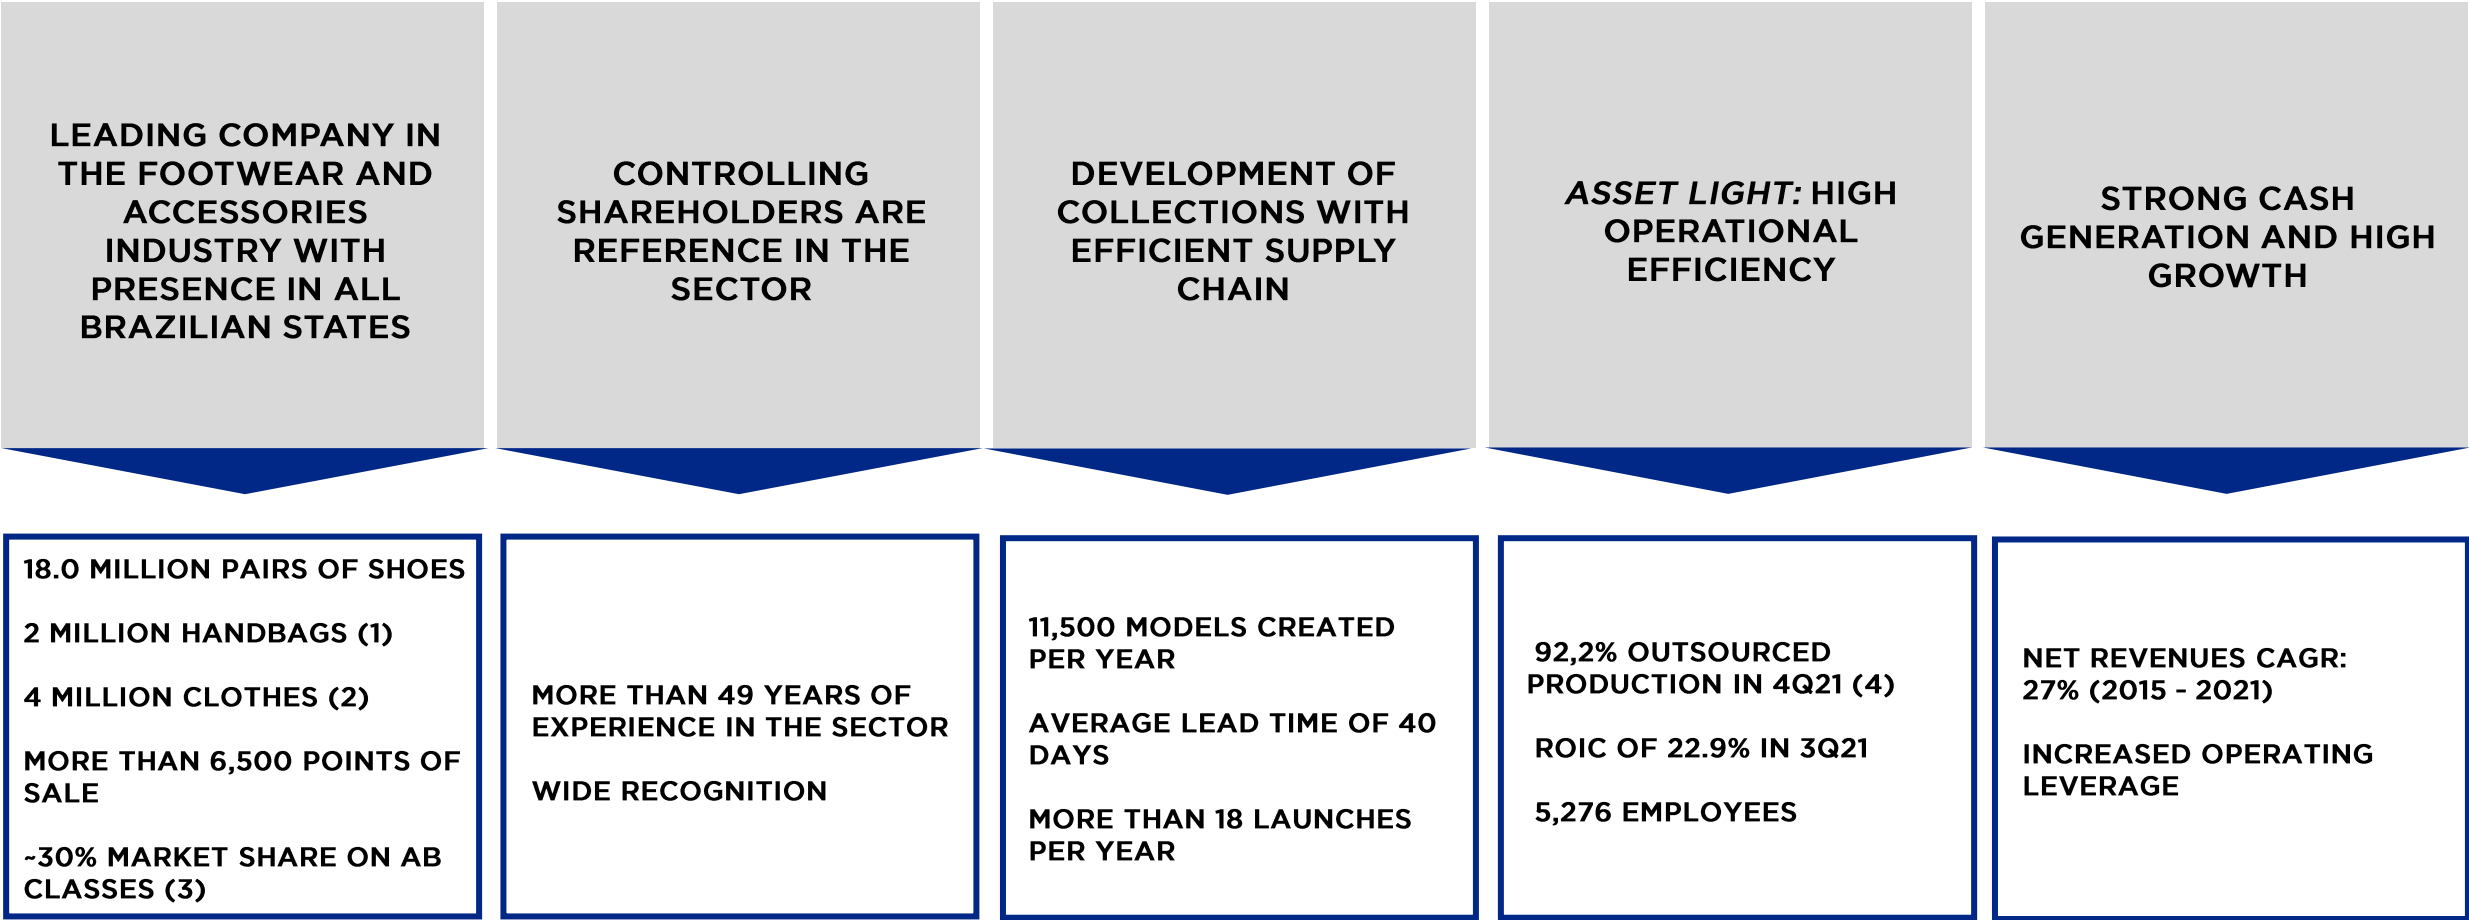 LEADING COMPANY IN
THE FOOTWEAR AND
ACCESSORIES
INDUSTRY WITH
PRESENCE IN ALL
BRAZILIAN STATES
CONTROLLING
SHAREHOLDERS ARE
REFERENCE IN THE
SECTOR
DEVELOPMENT OF
COLLECTIONS WITH
EFFICIENT SUPPLY
CHAIN
ASSET LIGHT: HIGH
OPERATIONAL
EFFICIENCY
STRONG CASH
GENERATION AND HIGH
GROWTH
18.0 MILLION PAIRS OF SHOES
2 MILLION HANDBAGS (1)
4 MILLION CLOTHES (2)
MORE THAN 6,500 POINTS OF
SALE
~30% MARKET SHARE ON AB
CLASSES (3)
MORE THAN 49 YEARS OF
EXPERIENCE IN THE SECTOR
WIDE RECOGNITION
11,500 MODELS CREATED
PER YEAR
AVERAGE LEAD TIME OF 40
DAYS
MORE THAN 18 LAUNCHES
PER YEAR
92,2% OUTSOURCED
PRODUCTION IN 4Q21 (4)
ROIC OF 22.9% IN 3Q21
5,276 EMPLOYEES
NET REVENUES CAGR:
27% (2015 - 2021)
INCREASED OPERATING
LEVERAGE